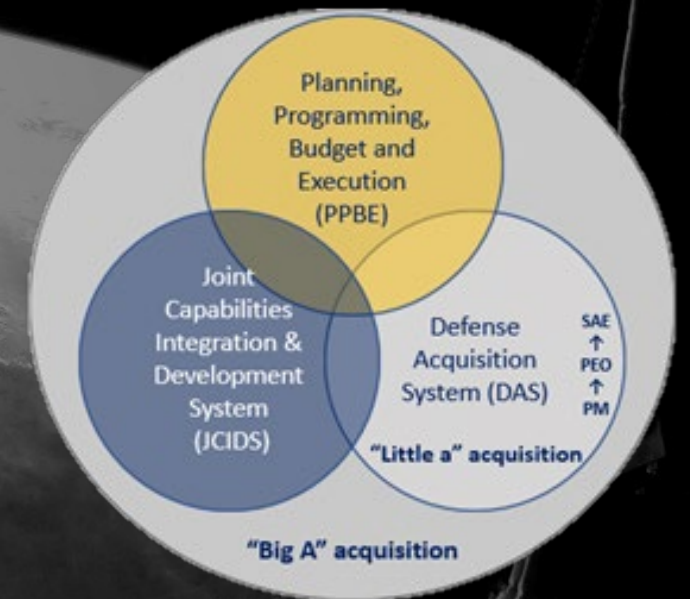 Planning,
Programming,
Budget and
Execution
(PPBE)
Joint
Capabilities
Integration &
Development
System
(JCIDS)
Defense
Acquisition
System (DAS)
SAE
↑
PEO
↑
PM
“Little a” acquisition
“Big A” acquisition